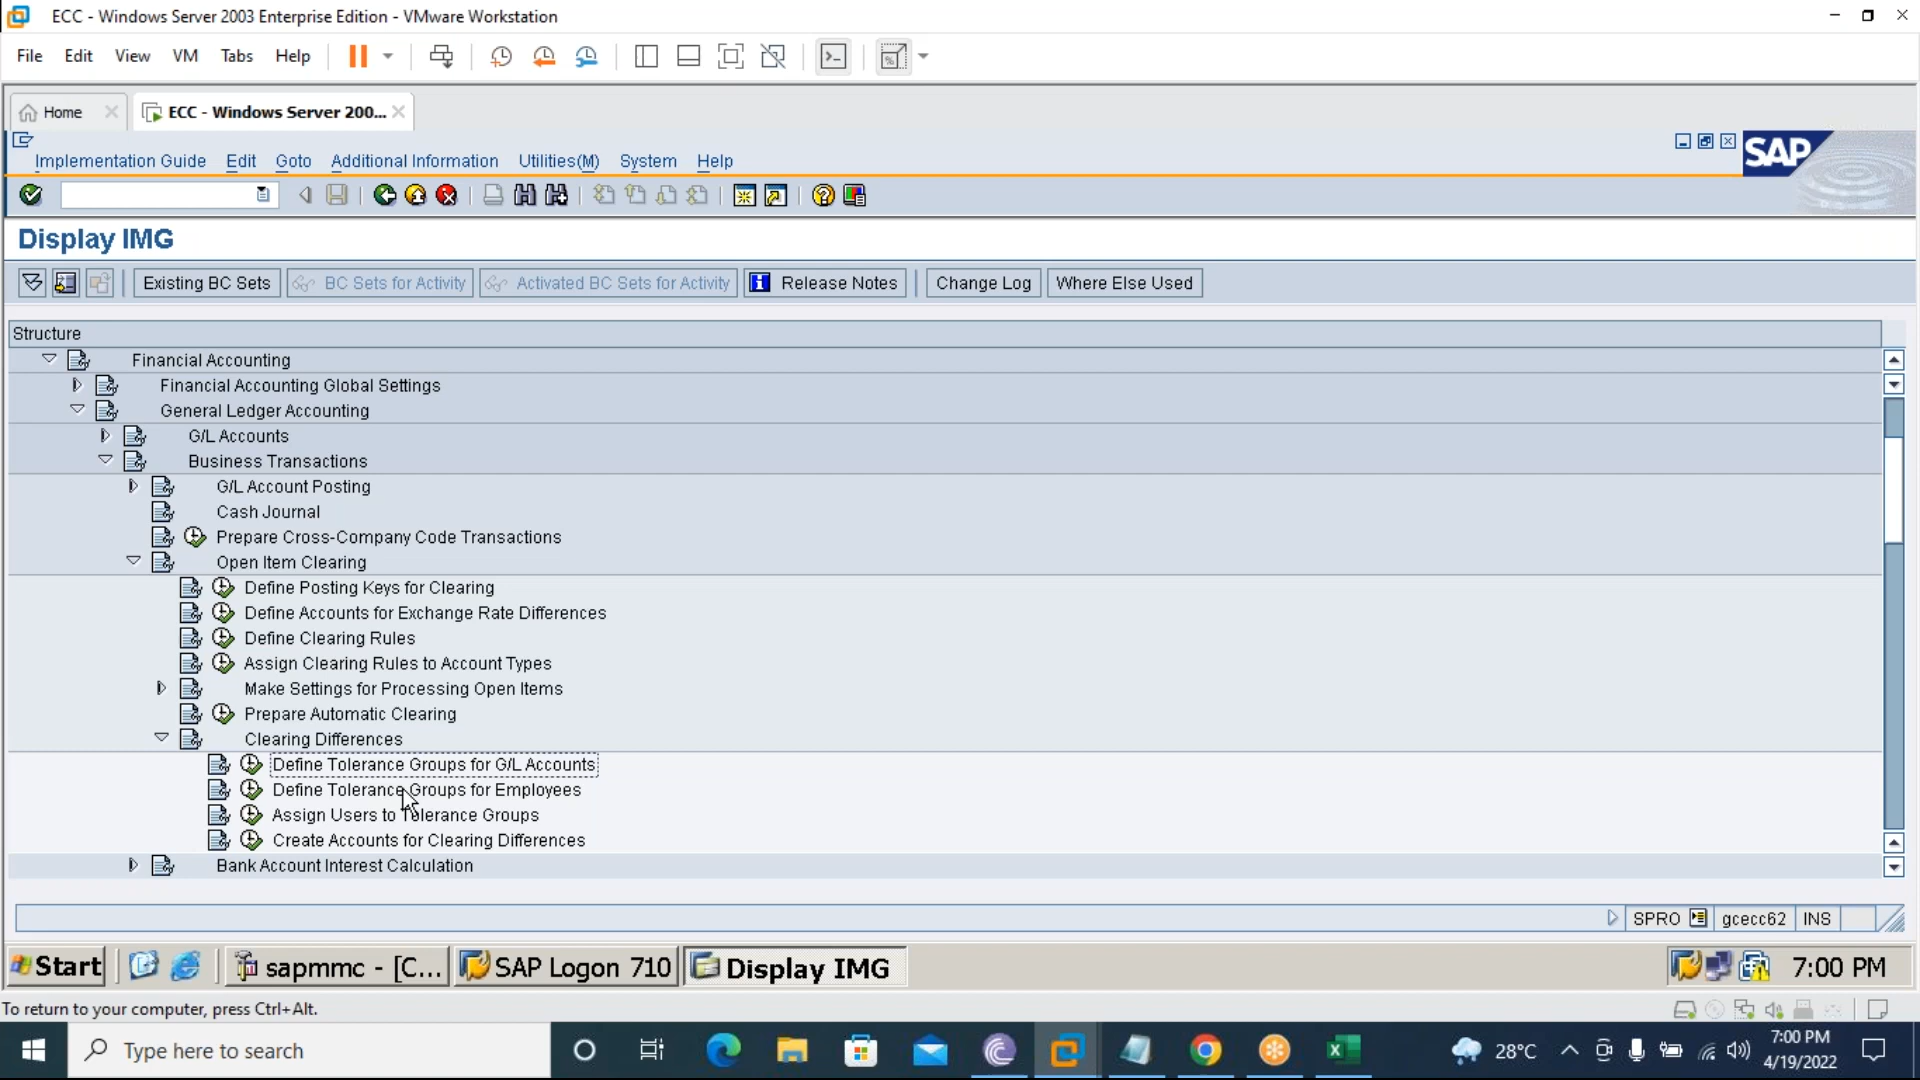 ECC - Windows Server 2003 Enterprise Edition - VMware Workstation
File Edit View VM Tabs Help
Home ECC - Windows Server 200...
Implementation Guide Edit Goto Additional Information Utilities(M) System Help
SAP
Display IMG
Existing BC Sets BC Sets for Activity Activated BC Sets for Activity Release Notes Change Log Where Else Used
Structure
Financial Accounting
Financial Accounting Global Settings
General Ledger Accounting
G/L Accounts
Business Transactions
G/L Account Posting
Cash Journal
Prepare Cross-Company Code Transactions
Open Item Clearing
Define Posting Keys for Clearing
Define Accounts for Exchange Rate Differences
Define Clearing Rules
Assign Clearing Rules to Account Types
Make Settings for Processing Open Items
Prepare Automatic Clearing
Clearing Differences
Define Tolerance Groups for G/L Accounts
Define Tolerance Groups for Employees
Assign Users to Tolerance Groups
Create Accounts for Clearing Differences
Bank Account Interest Calculation
SPRO gcecc62 INS
Start sapmmc - [C... SAP Logon 710 Display IMG 7:00 PM
To return to your computer, press Ctrl+Alt.
Type here to search 28°C 7:00 PM
4/19/2022